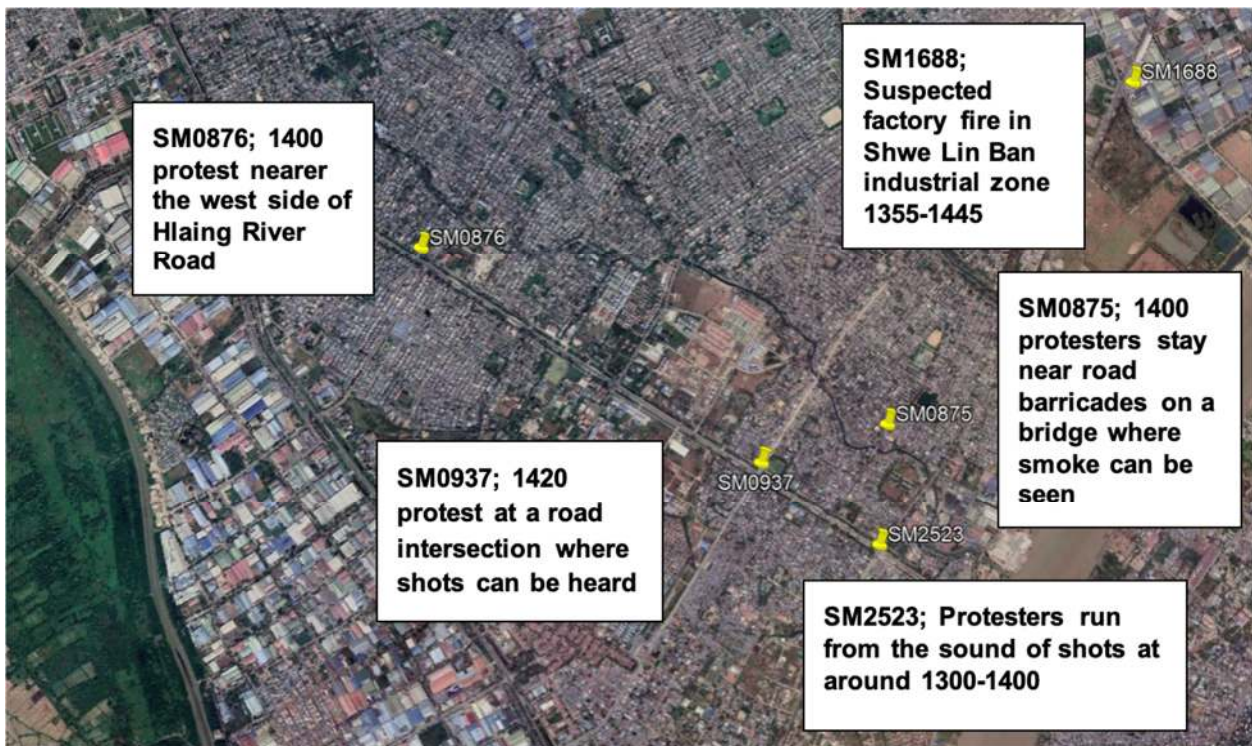 SM0876; 1400
protest nearer
the west side of
Hlaing River
Road
SM0876
SM1688;
Suspected
factory fire in
Shwe Lin Ban
industrial zone
1355-1445
SM1688
SM0875; 1400
protesters stay
near road
barricades on a
bridge where
smoke can be
seen
SM0875
SM0937; 1420
protest at a road
intersection where
shots can be heard
SM0937
SM2523
SM2523; Protesters run
from the sound of shots at
around 1300-1400